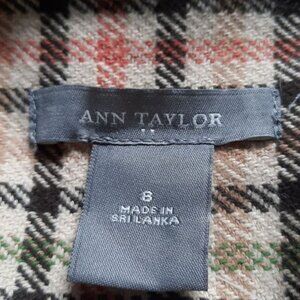 ANN TAYLOR
8
MADE IN
SRI LANKA